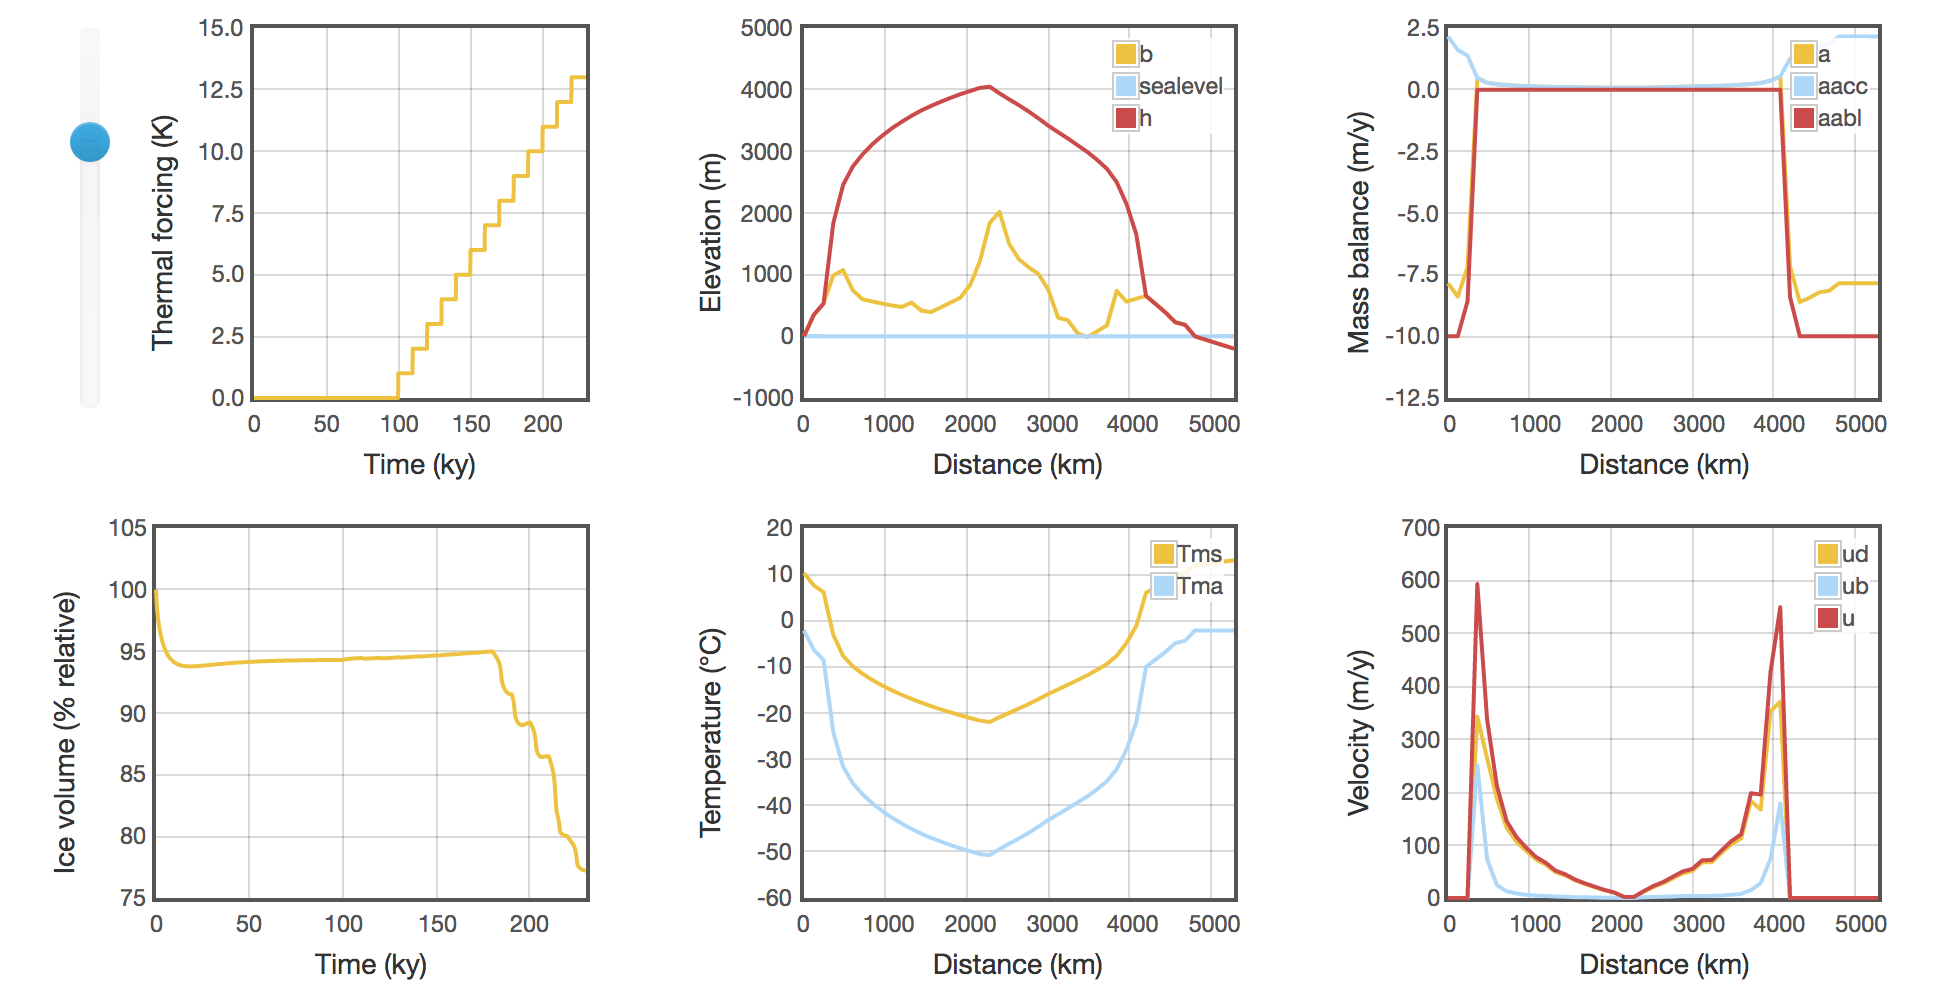 15.0
12.5
10.0
7.5
5.0
2.5
0.0
0 50 100 150 200
Thermal forcing (K)
Time (ky)
5000
4000
3000
2000
1000
0
-1000
0 1000 2000 3000 4000 5000
Elevation (m)
Distance (km)
b
sealevel
h
2.5
0.0
-2.5
-5.0
-7.5
-10.0
-12.5
0 1000 2000 3000 4000 5000
Mass balance (m/y)
Distance (km)
a
aacc
aabl
105
100
95
90
85
80
75
0 50 100 150 200
Ice volume (% relative)
Time (ky)
20
10
0
-10
-20
-30
-40
-50
-60
0 1000 2000 3000 4000 5000
Temperature (°C)
Distance (km)
Tms
Tma
700
600
500
400
300
200
100
0
0 1000 2000 3000 4000 5000
Velocity (m/y)
Distance (km)
ud
ub
u